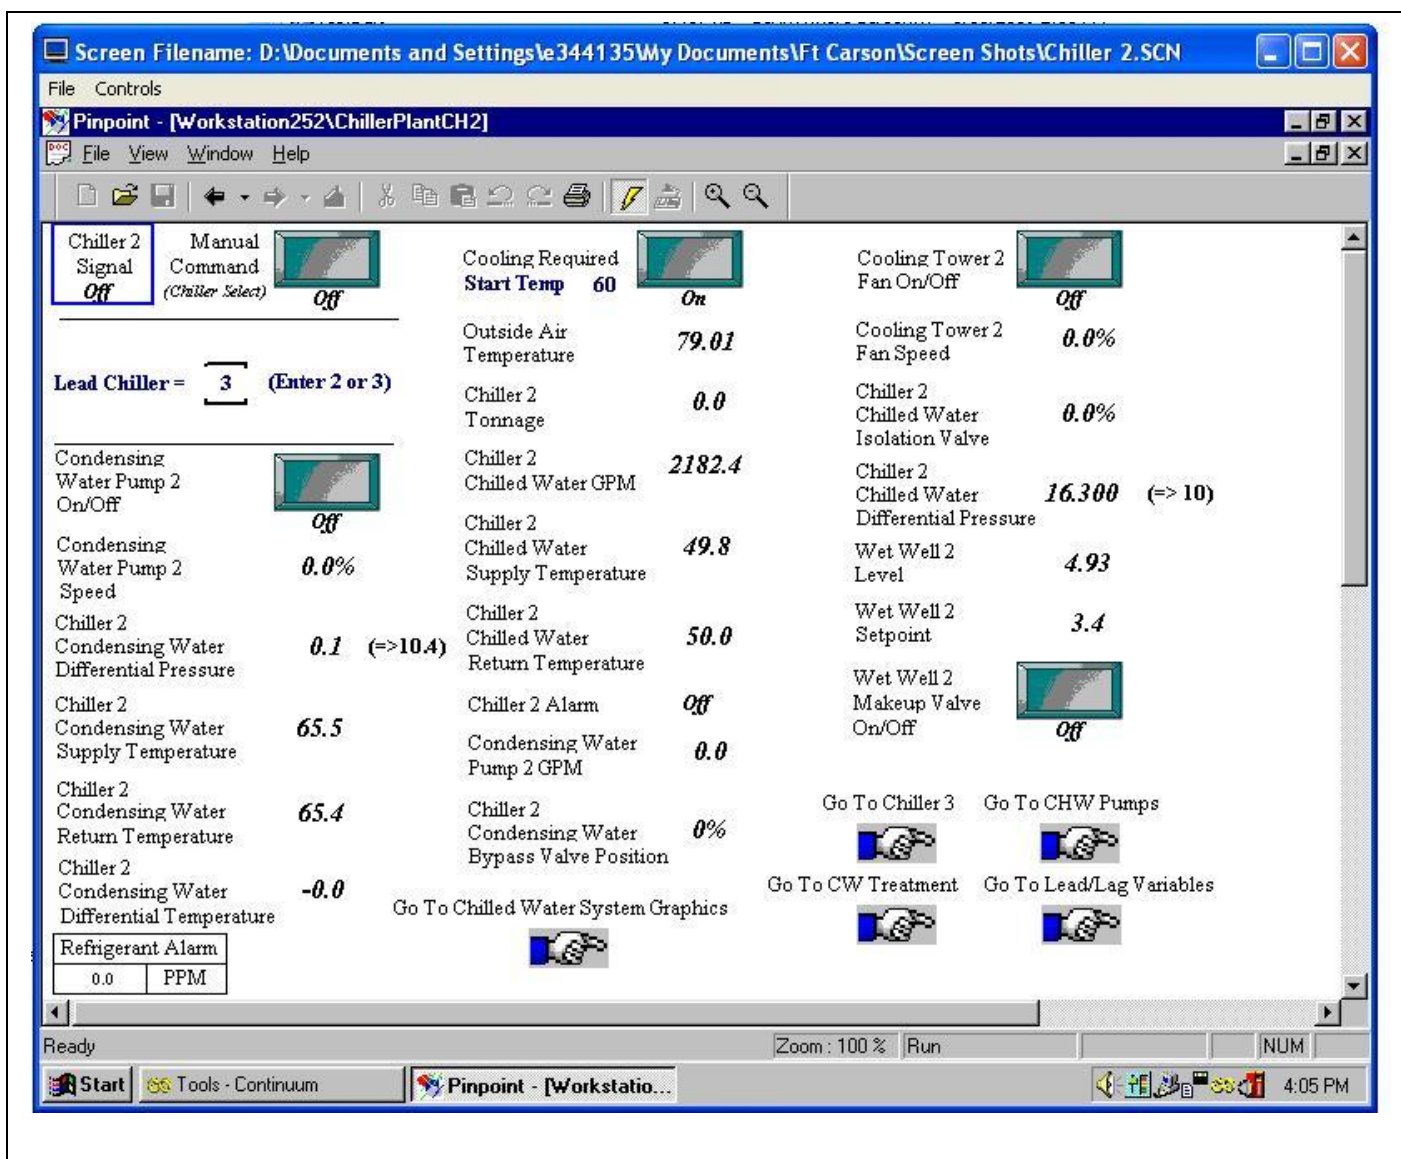 Screen Filename: D:\Documents and Settings\e344135\My Documents\Ft Carson\Screen Shots\Chiller 2.SCN
File Controls
Pinpoint - [Workstation252\ChillerPlantCH2]
File View Window Help
Chiller 2
Signal
Off
Manual
Command
(Chiller Select)
Off
Lead Chiller = 3 (Enter 2 or 3)
Condensing
Water Pump 2
On/Off
Off
Condensing
Water Pump 2
Speed
0.0%
Chiller 2
Condensing Water
Differential Pressure
0.1 (=>10.4)
Chiller 2
Condensing Water
Supply Temperature
65.5
Chiller 2
Condensing Water
Return Temperature
65.4
Chiller 2
Condensing Water
Differential Temperature
-0.0
Refrigerant Alarm
0.0 PPM
Cooling Required
Start Temp 60
On
Outside Air
Temperature
79.01
Chiller 2
Tonnage
0.0
Chiller 2
Chilled Water GPM
2182.4
Chiller 2
Chilled Water
Supply Temperature
49.8
Chiller 2
Chilled Water
Return Temperature
50.0
Chiller 2 Alarm Off
Condensing Water
Pump 2 GPM
0.0
Chiller 2
Condensing Water
Bypass Valve Position
0%
Go To Chilled Water System Graphics
Cooling Tower 2
Fan On/Off
Off
Cooling Tower 2
Fan Speed
0.0%
Chiller 2
Chilled Water
Isolation Valve
0.0%
Chiller 2
Chilled Water
Differential Pressure
16.300 (=> 10)
Wet Well 2
Level
4.93
Wet Well 2
Setpoint
3.4
Wet Well 2
Makeup Valve
On/Off
Off
Go To Chiller 3 Go To CHW Pumps
Go To CW Treatment Go To Lead/Lag Variables
Ready Zoom : 100 % Run NUM
Start Tools - Continuum Pinpoint - [Workstatio... 4:05 PM